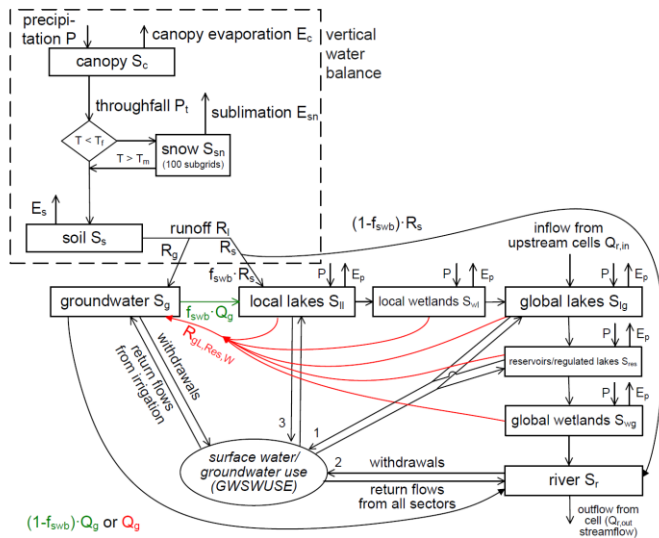 precipi-
tation P
canopy evaporation Ec
vertical
water
balance
canopy Sc
throughfall Pt
sublimation Esn
T < Tf
T > Tm
snow Ssn
(100 subgrids)
Es
soil Ss
runoff Rl
Rg
Rs
(1-fswb)·Rs
inflow from
upstream cells Qr,in
fswb·Rs
P
Ep
P
Ep
P
Ep
groundwater Sg
fswb·Qg
local lakes Sll
local wetlands Swl
global lakes Slg
RgL,Res,W
P
Ep
reservoirs/regulated lakes Sres
withdrawals
return flows
from irrigation
P
Ep
global wetlands Swg
3
1
surface water/
groundwater use
(GWSWUSE)
2
withdrawals
return flows
from all sectors
river Sr
(1-fswb)·Qg or Qg
outflow from
cell (Qr,out
streamflow)